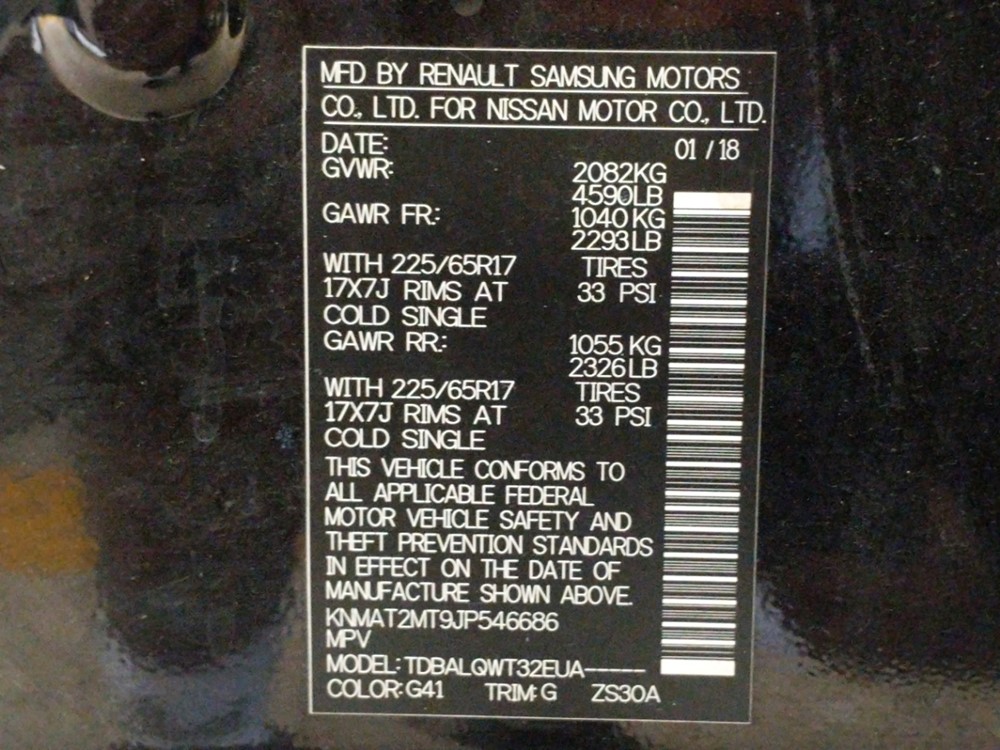 MFD BY RENAULT SAMSUNG MOTORS
CO., LTD. FOR NISSAN MOTOR CO., LTD.
DATE: 01 / 18
GVWR: 2082KG
4590LB
GAWR FR.: 1040 KG
2293 LB
WITH 225/65R17 TIRES
17X7J RIMS AT 33 PSI
COLD SINGLE
GAWR RR.: 1055 KG
2326 LB
WITH 225/65R17 TIRES
17X7J RIMS AT 33 PSI
COLD SINGLE
THIS VEHICLE CONFORMS TO
ALL APPLICABLE FEDERAL
MOTOR VEHICLE SAFETY AND
THEFT PREVENTION STANDARDS
IN EFFECT ON THE DATE OF
MANUFACTURE SHOWN ABOVE.
KNMAT2MT9JP546686
MPV
MODEL: TDBALQWT32EUA-----
COLOR: G41 TRIM: G ZS30A